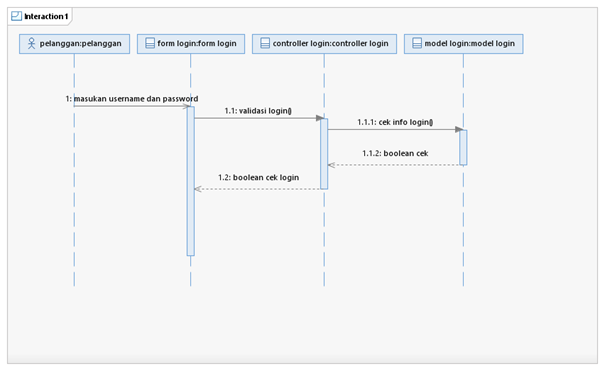 Interaction1
pelanggan:pelanggan
form login:form login
controller login:controller login
model login:model login
1: masukan username dan password
1.1: validasi login()
1.1.1: cek info login()
1.1.2: boolean cek
1.2: boolean cek login